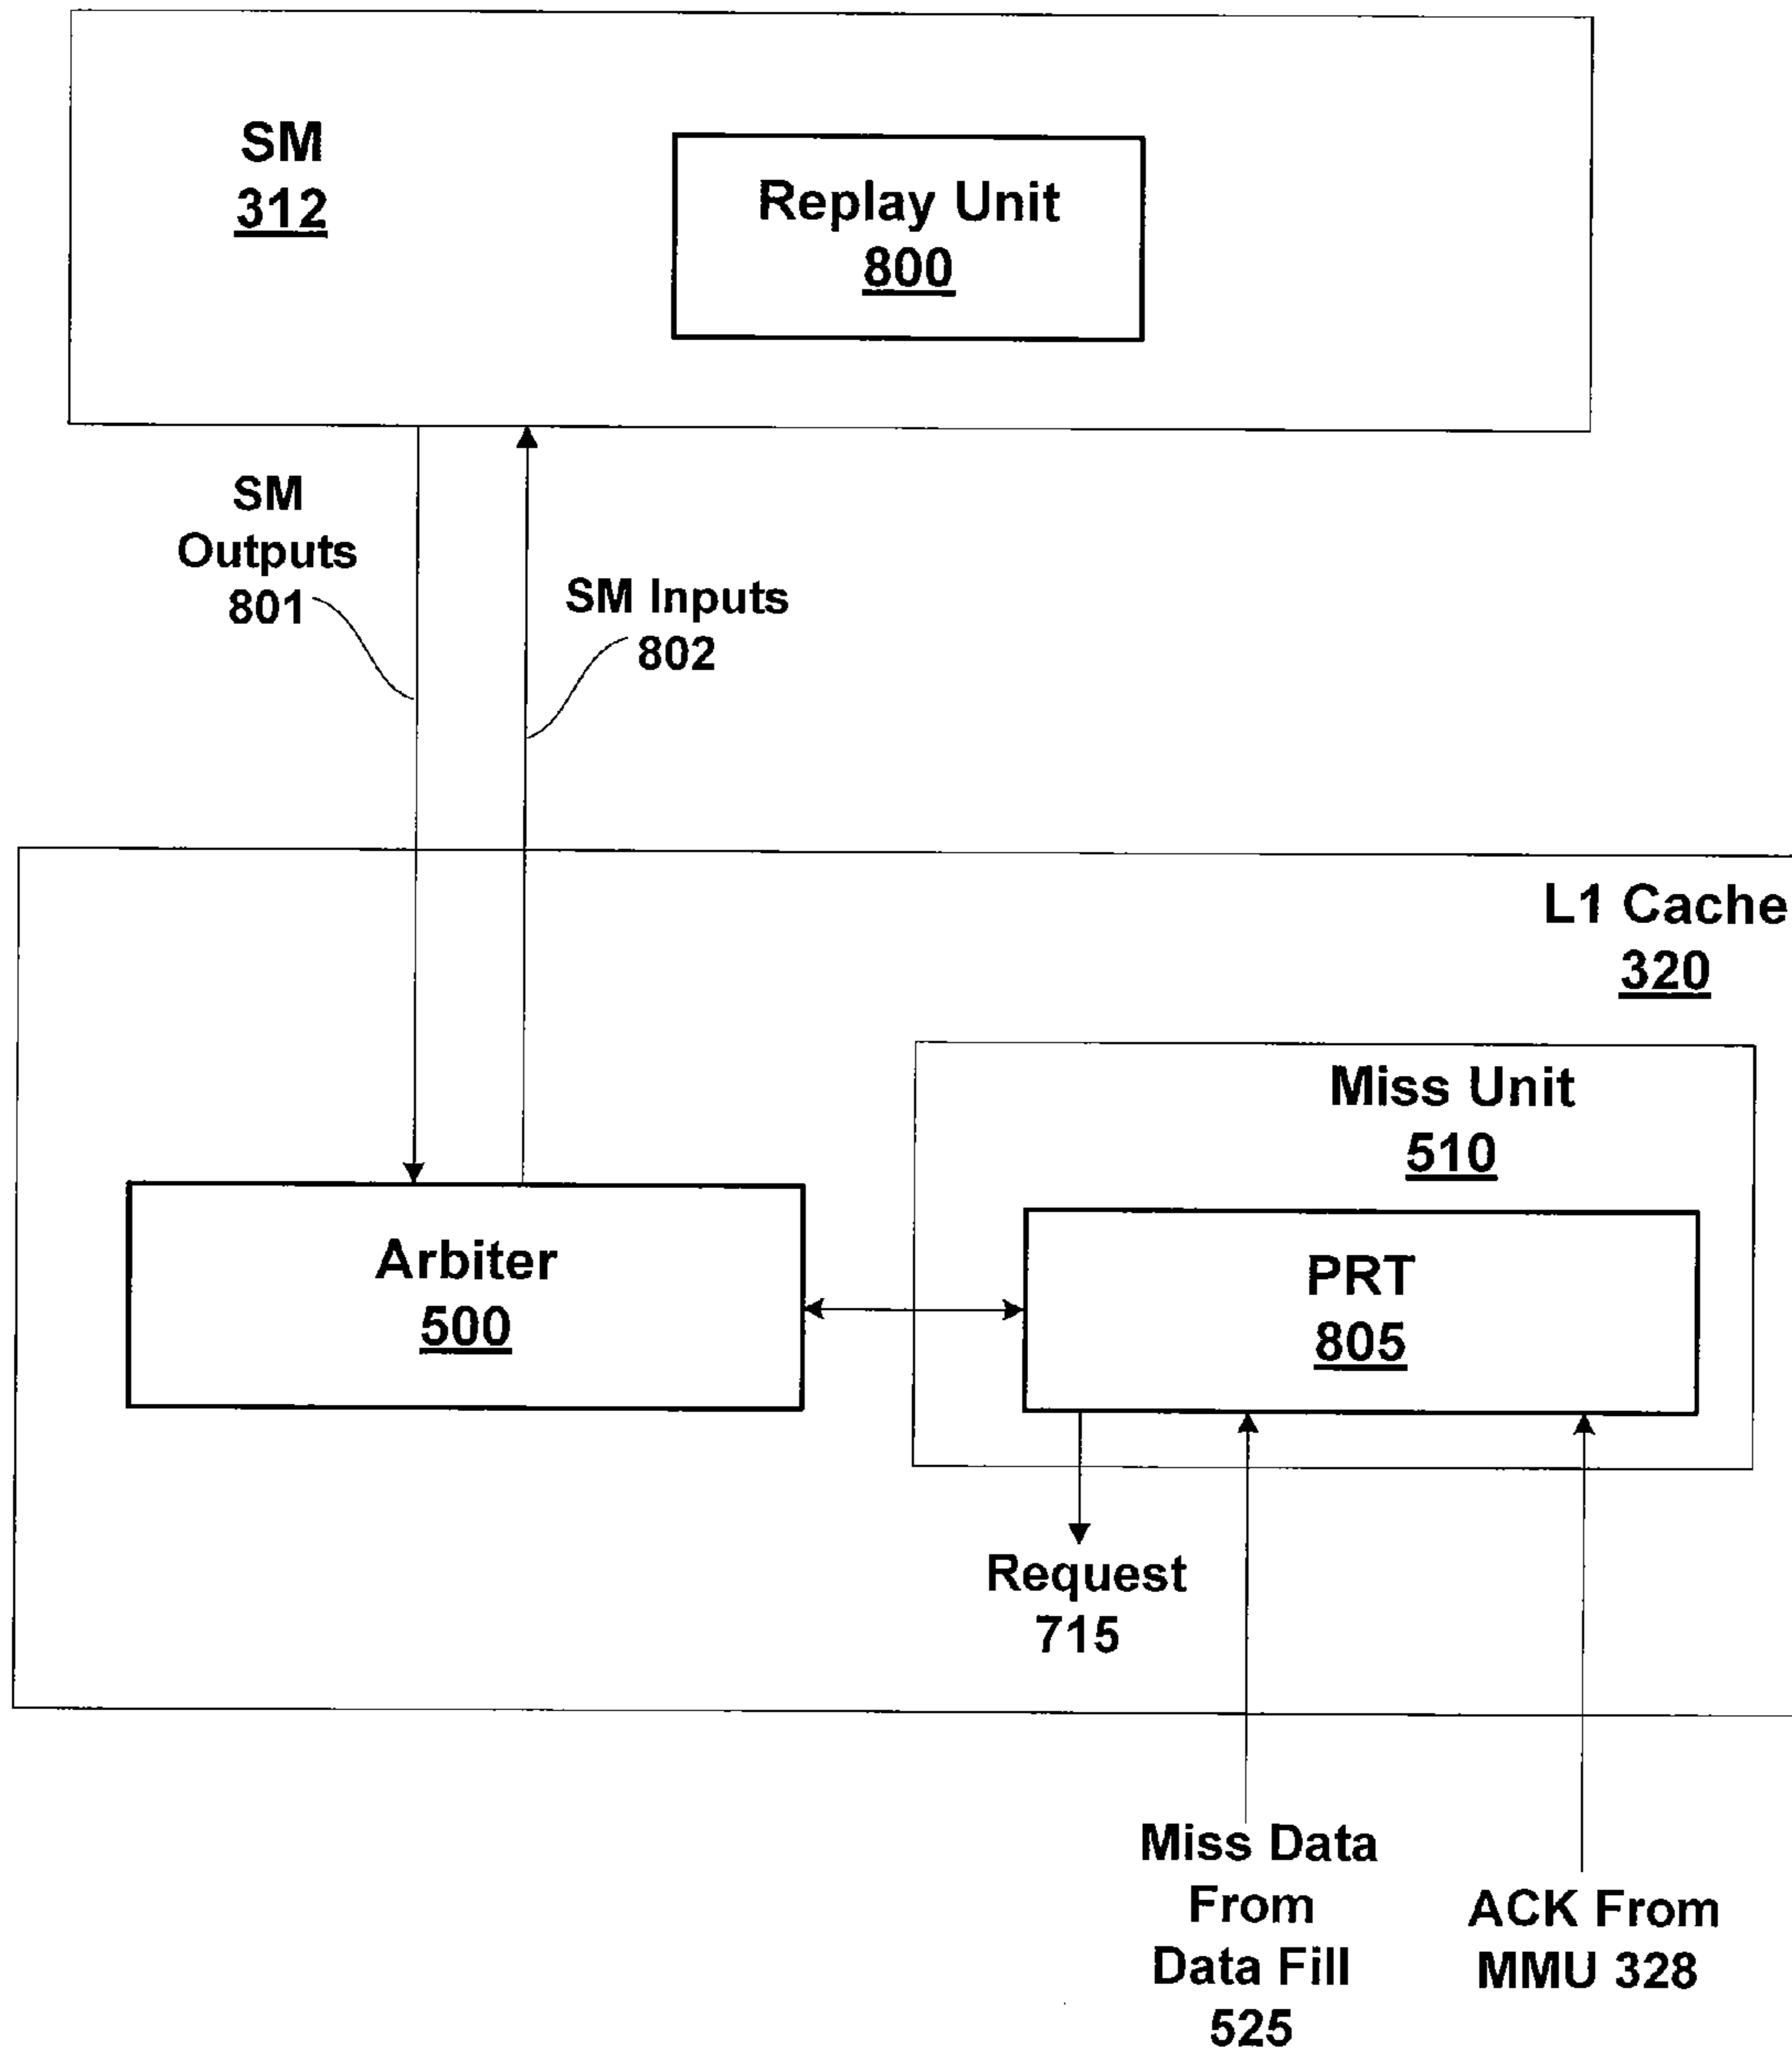 SM
312
Replay Unit
800
SM
Outputs
801
SM Inputs
802
L1 Cache
320
Miss Unit
510
Arbiter
500
PRT
805
Request
715
Miss Data
From
Data Fill
525
ACK From
MMU 328